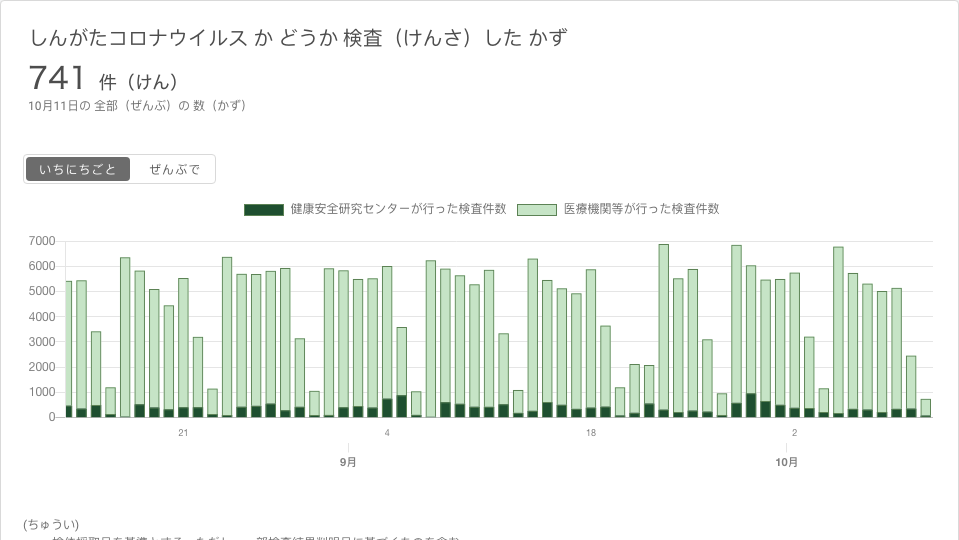 しんがたコロナウイルス か どうか 検査（けんさ）した かず
741 件（けん）
10月11日の 全部（ぜんぶ）の 数（かず）
いちにちごと ぜんぶで
健康安全研究センターが行った検査件数 医療機関等が行った検査件数
7000
6000
5000
4000
3000
2000
1000
0
21 4 18 2
9月 10月
(ちゅうい)